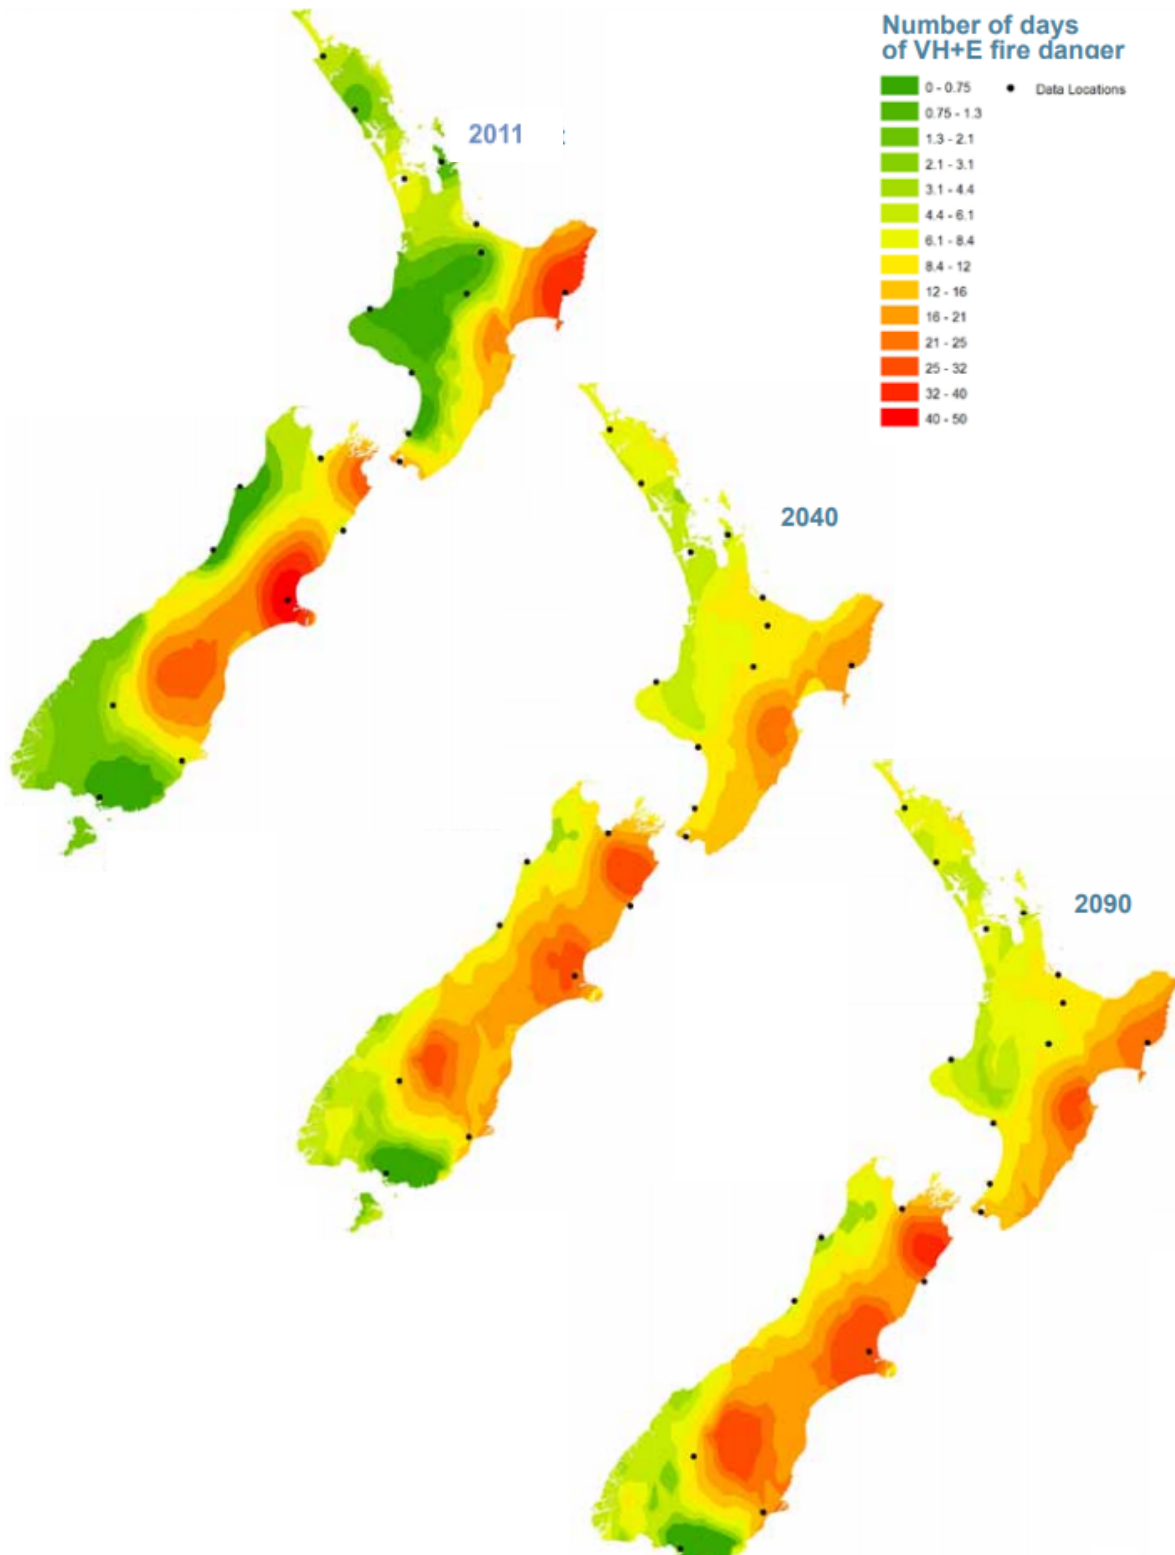 Number of days
of VH+E fire danger
0 - 0.75
Data Locations
0.75 - 1.3
2011
1.3 - 2.1
2.1 - 3.1
3.1 - 4.4
4.4 - 6.1
6.1 - 8.4
8.4 - 12
12 - 16
16 - 21
21 - 25
25 - 32
32 - 40
40 - 50
2040
2090